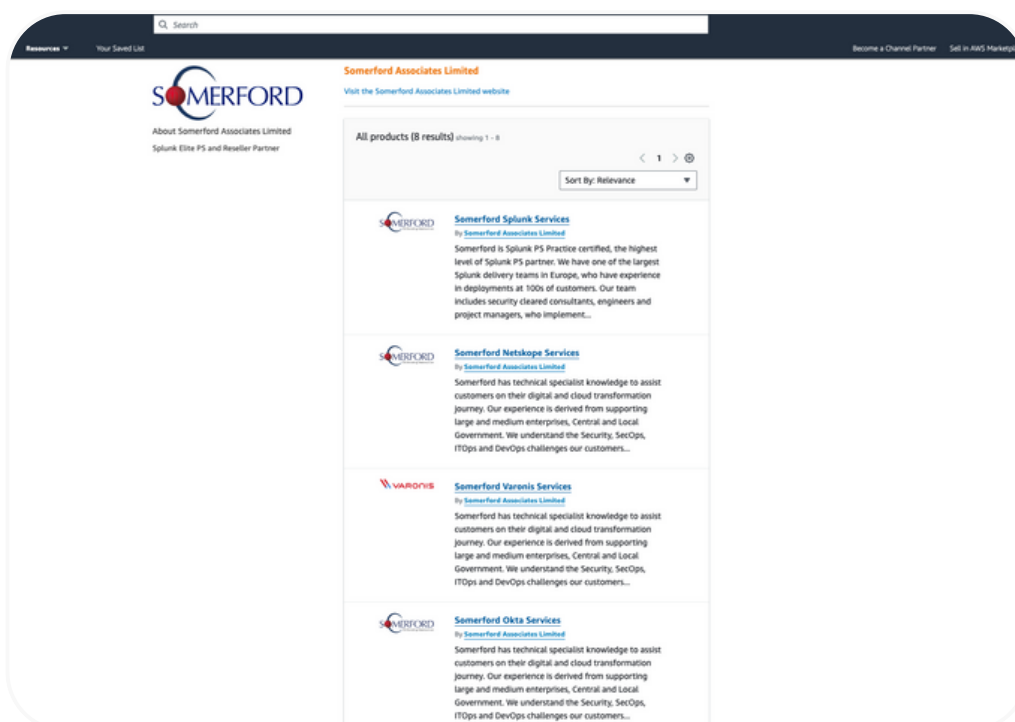 Search
Resources
Your Saved List
Become a Channel Partner
Sell in AWS
SOMERFORD
About Somerford Associates Limited
Splunk Elite PS and Reseller Partner
Somerford Associates Limited
Visit the Somerford Associates Limited website
All products (8 results) showing 1 - 8
1
Sort By: Relevance
SOMERFORD
Somerford Splunk Services
By Somerford Associates Limited
Somerford is Splunk PS Practice certified, the highest
level of Splunk PS partner. We have one of the largest
Splunk delivery teams in Europe, who have experience
in deployments at 100s of customers. Our team
includes security cleared consultants, engineers and
project managers, who implement...
SOMERFORD
Somerford Netskope Services
By Somerford Associates Limited
Somerford has technical specialist knowledge to assist
customers on their digital and cloud transformation
journey. Our experience is derived from supporting
large and medium enterprises, Central and Local
Government. We understand the Security, SecOps,
ITOps and DevOps challenges our customers...
VARONIS
Somerford Varonis Services
By Somerford Associates Limited
Somerford has technical specialist knowledge to assist
customers on their digital and cloud transformation
journey. Our experience is derived from supporting
large and medium enterprises, Central and Local
Government. We understand the Security, SecOps,
ITOps and DevOps challenges our customers...
SOMERFORD
Somerford Okta Services
By Somerford Associates Limited
Somerford has technical specialist knowledge to assist
customers on their digital and cloud transformation
journey. Our experience is derived from supporting
large and medium enterprises, Central and Local
Government. We understand the Security, SecOps,
ITOps and DevOps challenges our customers...